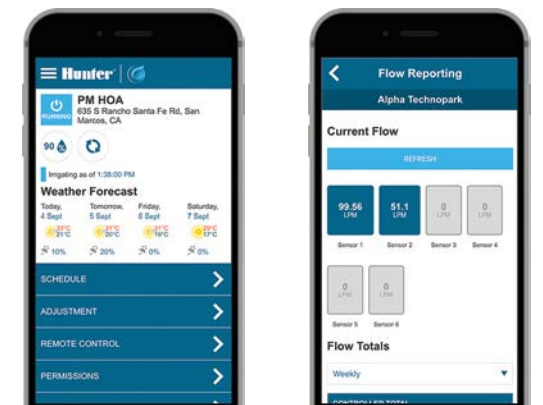 Hunter
RUNNING
PM HOA
635 S Rancho Santa Fe Rd, San
Marcos, CA
90
Irrigating as of 1:38:00 PM
Weather Forecast
Today, Tomorrow, Friday, Saturday,
4 Sept 5 Sept 6 Sept 7 Sept
10% 20% 0% 0%
SCHEDULE
ADJUSTMENT
REMOTE CONTROL
PERMISSIONS
Flow Reporting
Alpha Technopark
Current Flow
REFRESH
99.56 51.1 0 0
LPM LPM LPM LPM
Sensor 1 Sensor 2 Sensor 3 Sensor 4
0 0
LPM LPM
Sensor 5 Sensor 6
Flow Totals
Weekly
CONTROLLER TOTAL